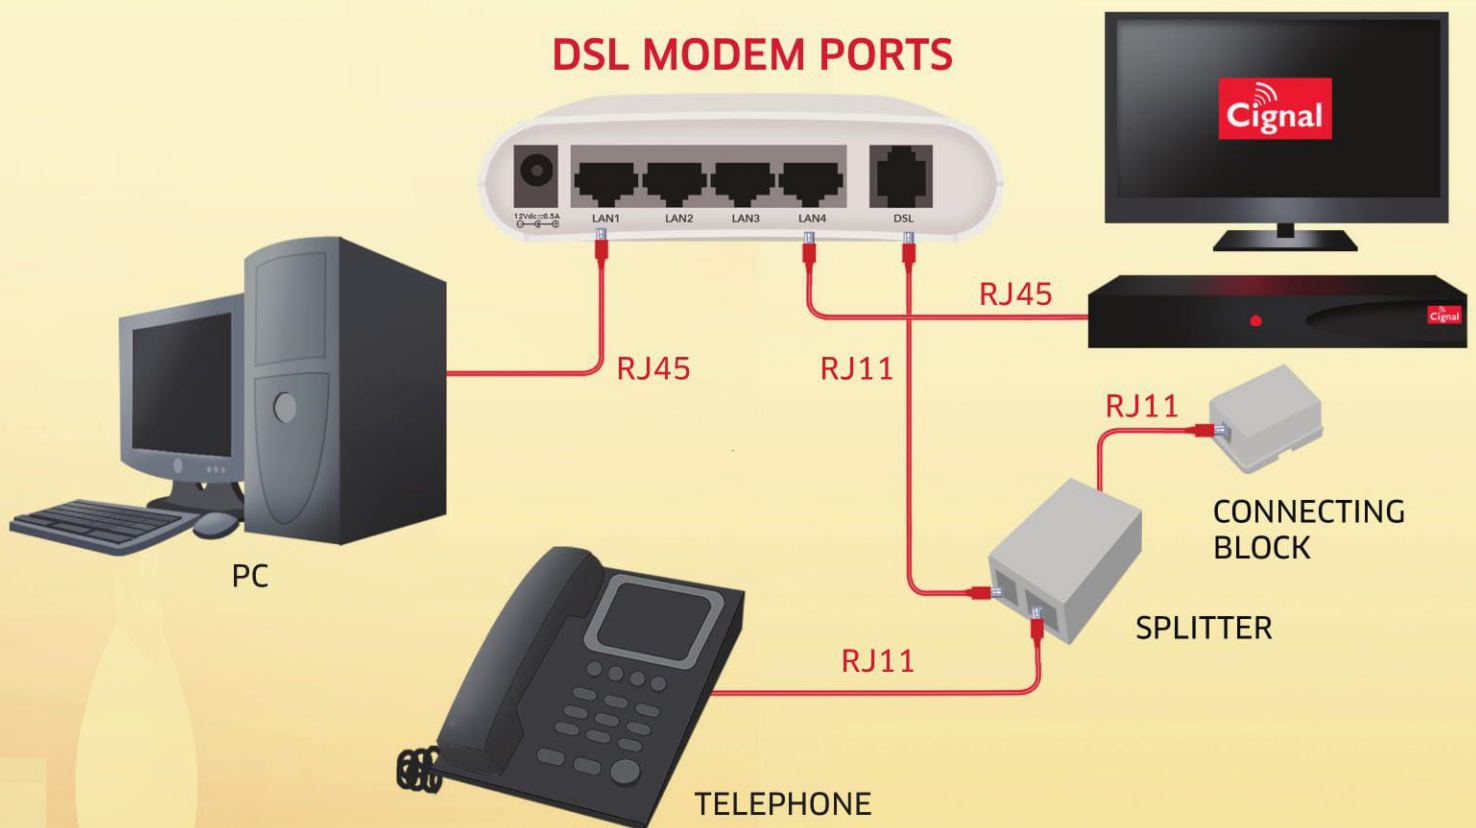 DSL MODEM PORTS
Cignal
12Vdc⎓0.5A
LAN1
LAN2
LAN3
LAN4
DSL
RJ45
Cignal
RJ45
RJ11
RJ11
CONNECTING
BLOCK
PC
SPLITTER
RJ11
TELEPHONE